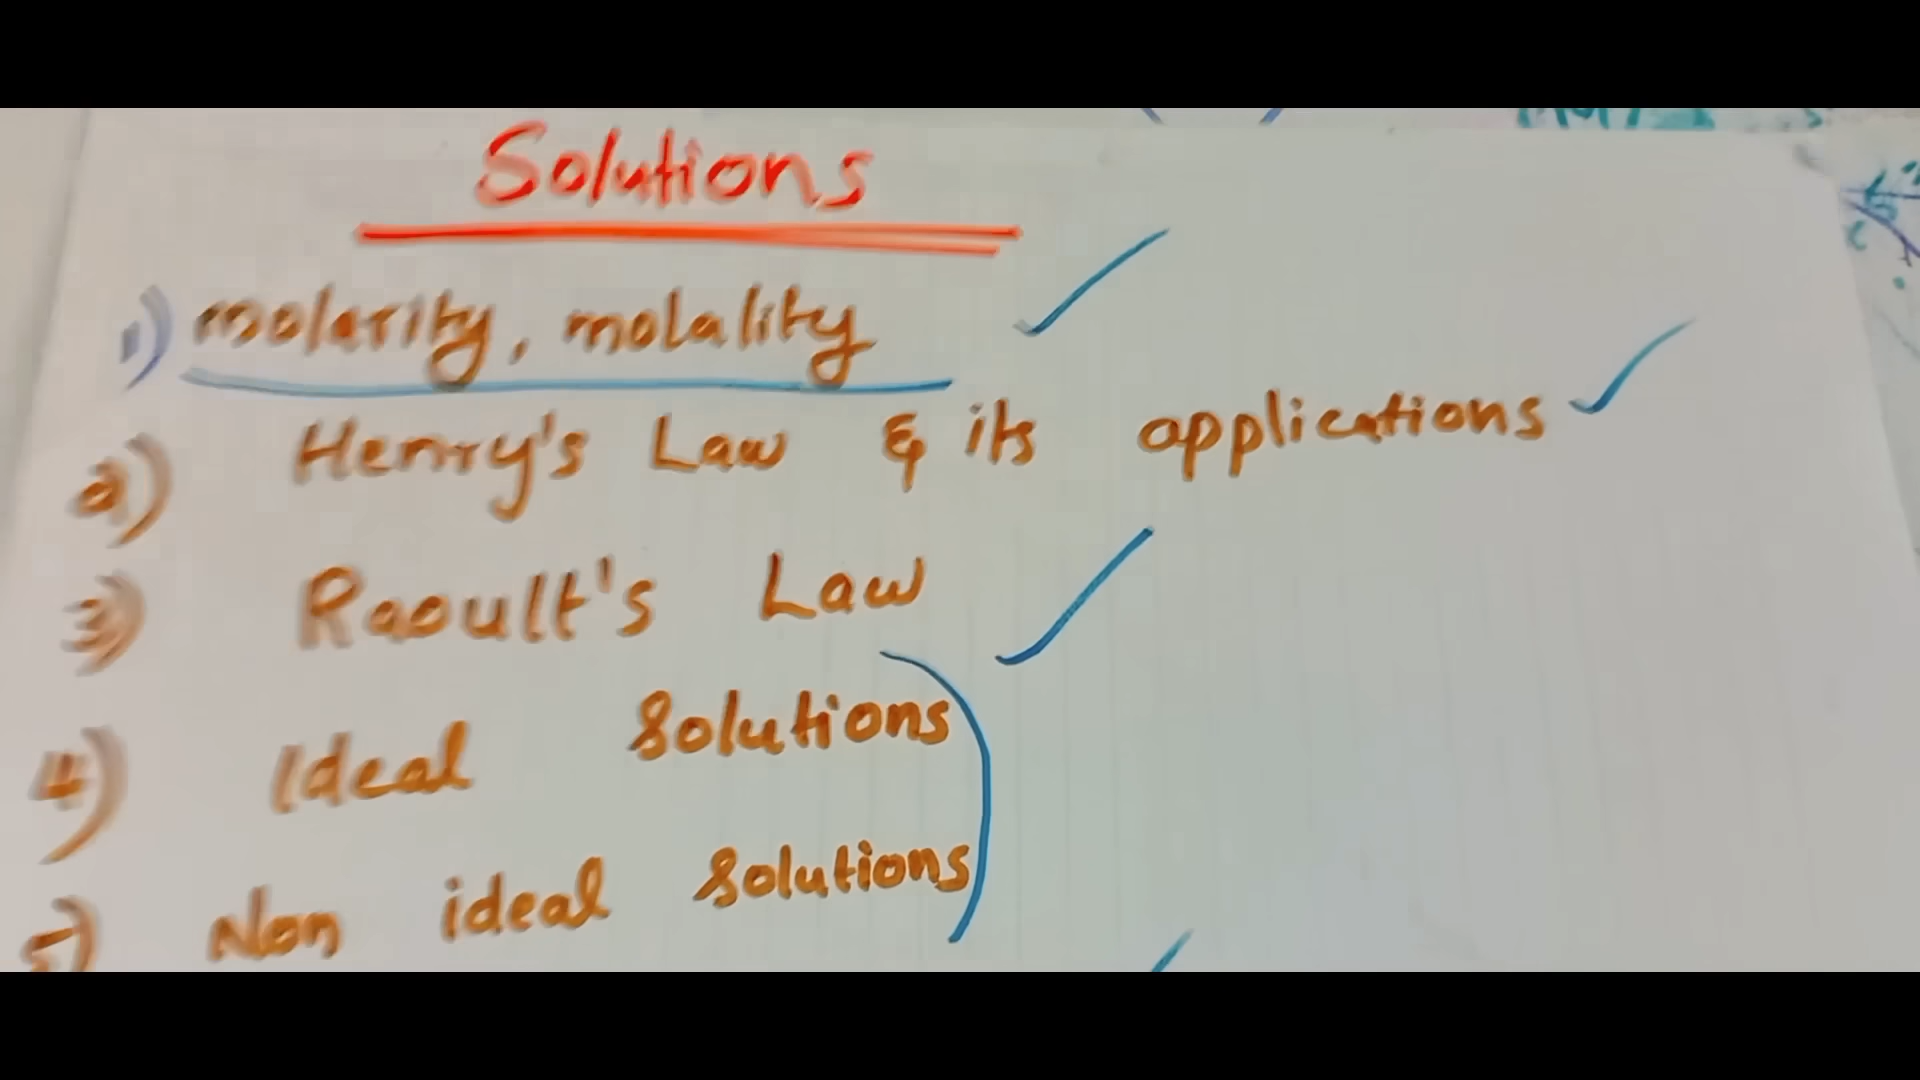 Solutions
1) molarity, molality
2) Henry's Law & its applications
3) Raoult's Law
4) Ideal Solutions
5) Non ideal Solutions